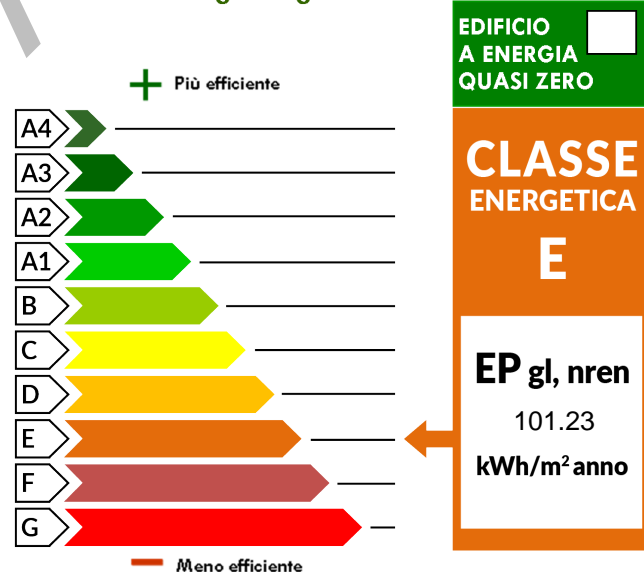 EDIFICIO
A ENERGIA
QUASI ZERO
+ Più efficiente
A4
A3
A2
A1
B
C
D
E
F
G
Meno efficiente
CLASSE
ENERGETICA
E
EP gl, nren
101.23
kWh/m² anno